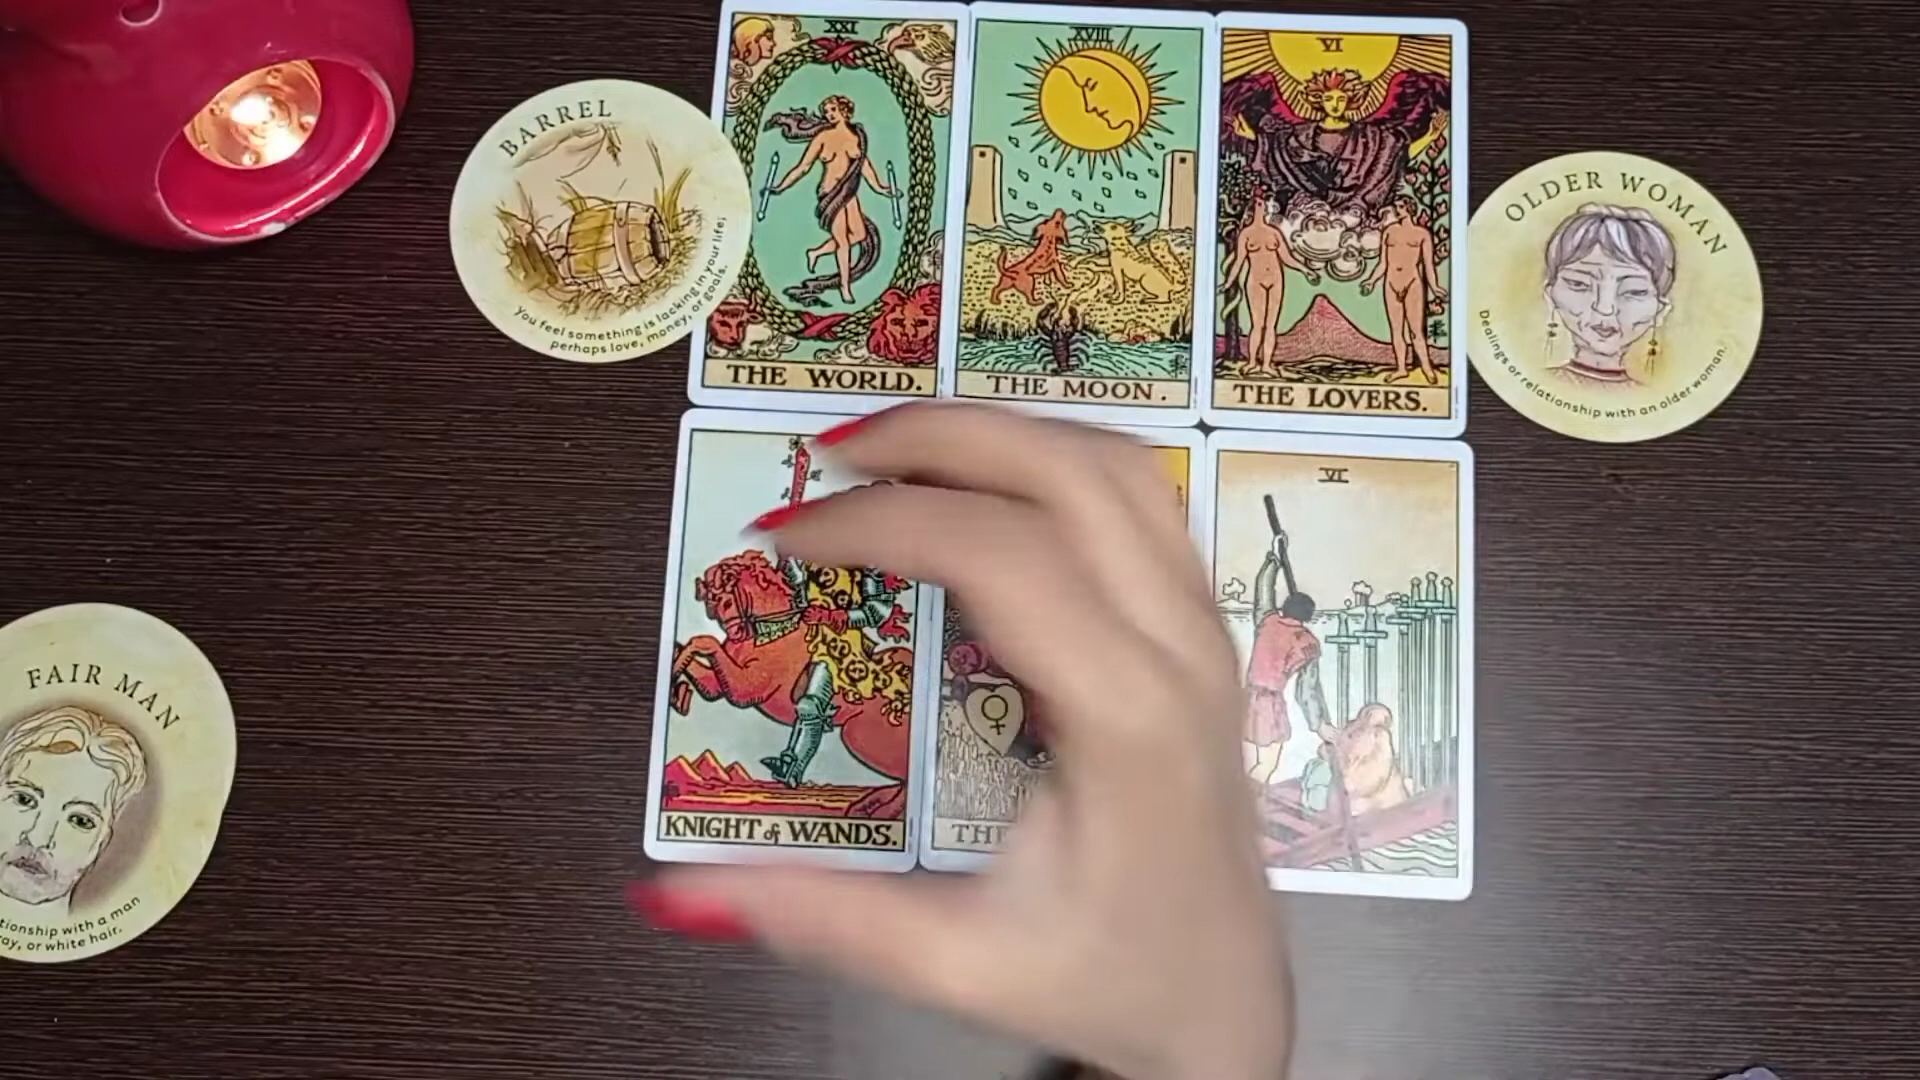 BARREL
You feel something is lacking in your life;
perhaps love, money, or goals.
XXI
THE WORLD.
XVIII
THE MOON.
VI
THE LOVERS.
OLDER WOMAN
Dealings or relationship with an older woman.
FAIR MAN
with a man
or white hair.
KNIGHT of WANDS.
THE
VI